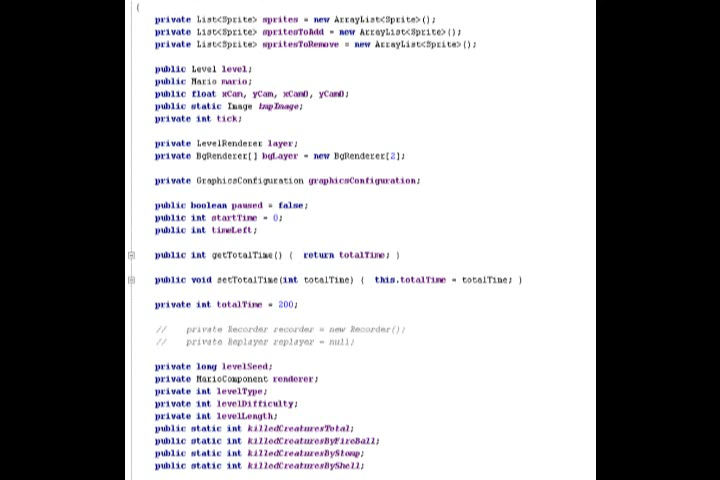 {
private List<Sprite> sprites = new ArrayList<Sprite>();
private List<Sprite> spritesToAdd = new ArrayList<Sprite>();
private List<Sprite> spritesToRemove = new ArrayList<Sprite>();
public Level level;
public Mario mario;
public float xCam, yCam, xCamO, yCamO;
public static Image tmpImage;
private int tick;
private LevelRenderer layer;
private BgRenderer[] bgLayer = new BgRenderer[2];
private GraphicsConfiguration graphicsConfiguration;
public boolean paused = false;
public int startTime = 0;
public int timeLeft;
public int getTotalTime() { return totalTime; }
public void setTotalTime(int totalTime) { this.totalTime = totalTime; }
private int totalTime = 200;
// private Recorder recorder = new Recorder();
// private Replayer replayer = null;
private long levelSeed;
private MarioComponent renderer;
private int levelType;
private int levelDifficulty;
private int levelLength;
public static int killedCreaturesTotal;
public static int killedCreaturesByFireBall;
public static int killedCreaturesByStomp;
public static int killedCreaturesByShell;